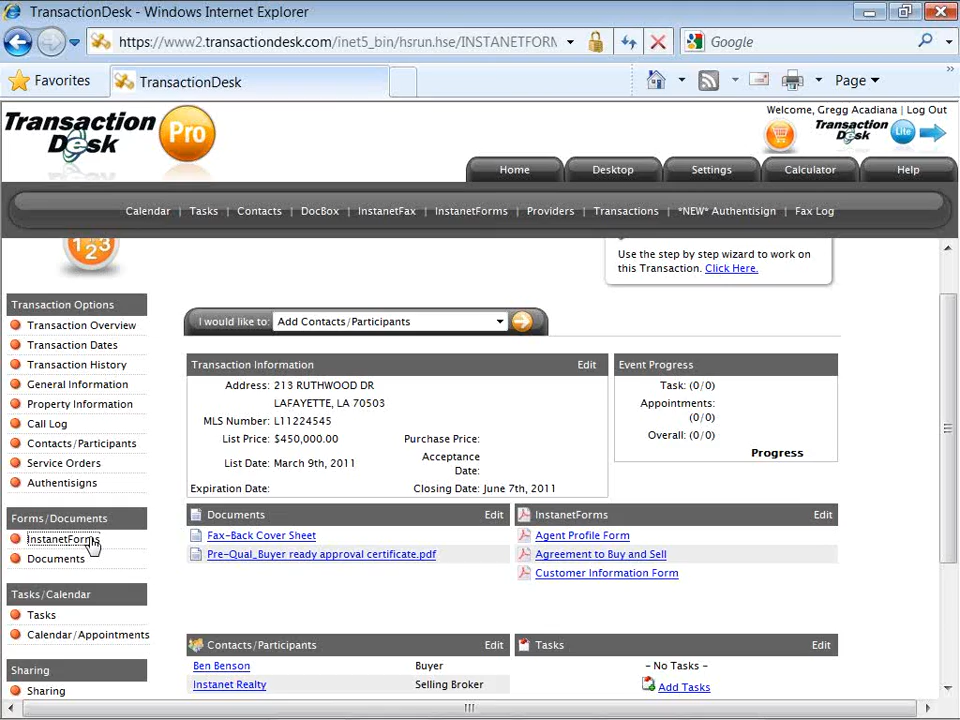 TransactionDesk - Windows Internet Explorer
https://www2.transactiondesk.com/inet5_bin/hsrun.hse/INSTANETFORM
Google
Favorites
TransactionDesk
Page
Transaction Desk
Pro
Welcome, Gregg Acadiana | Log Out
Transaction Desk Lite
Home
Desktop
Settings
Calculator
Help
Calendar | Tasks | Contacts | DocBox | InstanetFax | InstanetForms | Providers | Transactions | *NEW* Authentisign | Fax Log
123
Use the step by step wizard to work on
this Transaction. Click Here.
Transaction Options
Transaction Overview
Transaction Dates
Transaction History
General Information
Property Information
Call Log
Contacts/Participants
Service Orders
Authentisigns
Forms/Documents
InstanetForms
Documents
Tasks/Calendar
Tasks
Calendar/Appointments
Sharing
Sharing
I would like to: Add Contacts/Participants
Transaction Information Edit
Address: 213 RUTHWOOD DR
LAFAYETTE, LA 70503
MLS Number: L11224545
List Price: $450,000.00 Purchase Price:
List Date: March 9th, 2011 Acceptance Date:
Expiration Date: Closing Date: June 7th, 2011
Event Progress
Task: (0/0)
Appointments:
(0/0)
Overall: (0/0)
Progress
Documents Edit
Fax-Back Cover Sheet
Pre-Qual_Buyer ready approval certificate.pdf
InstanetForms Edit
Agent Profile Form
Agreement to Buy and Sell
Customer Information Form
Contacts/Participants Edit
Ben Benson Buyer
Instanet Realty Selling Broker
Tasks Edit
- No Tasks -
Add Tasks